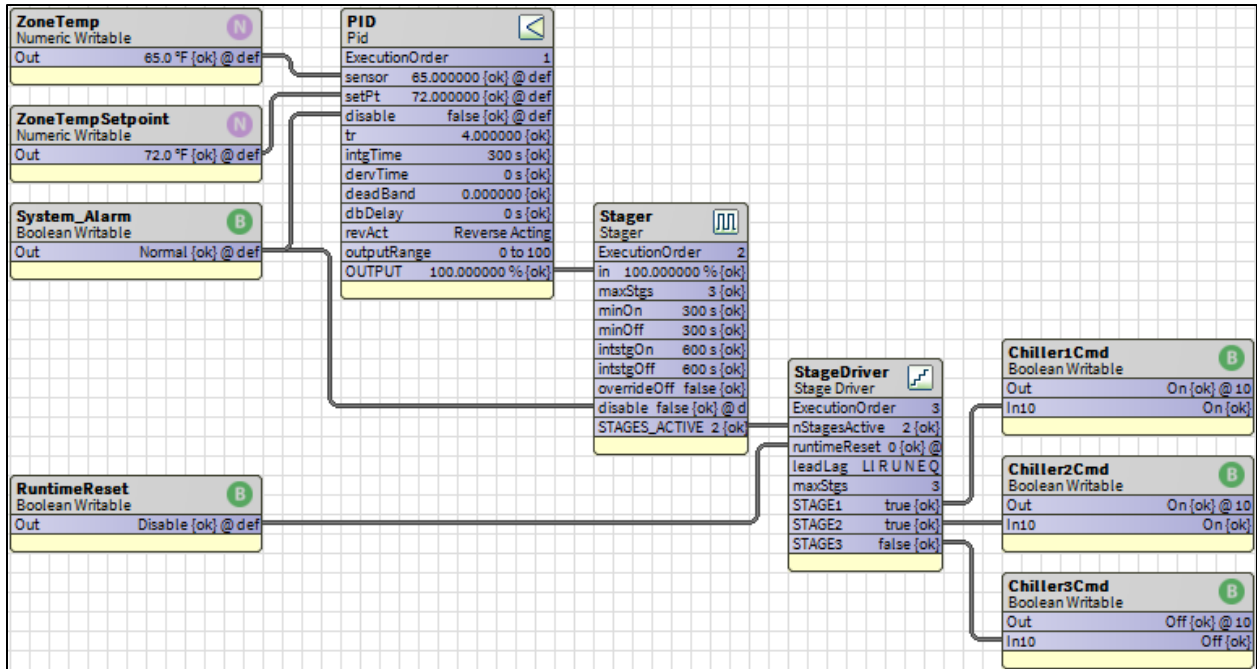 ZoneTemp
N
Numeric Writable
Out 65.0 °F {ok} @ def
ZoneTempSetpoint
N
Numeric Writable
Out 72.0 °F {ok} @ def
System_Alarm
B
Boolean Writable
Out Normal {ok} @ def
RuntimeReset
B
Boolean Writable
Out Disable {ok} @ def
PID
Pid
ExecutionOrder 1
sensor 65.000000 {ok} @ def
setPt 72.000000 {ok} @ def
disable false {ok} @ def
tr 4.000000 {ok}
intgTime 300 s {ok}
dervTime 0 s {ok}
deadBand 0.000000 {ok}
dbDelay 0 s {ok}
revAct Reverse Acting
outputRange 0 to 100
OUTPUT 100.000000 % {ok}
Stager
Stager
ExecutionOrder 2
in 100.000000 % {ok}
maxStgs 3 {ok}
minOn 300 s {ok}
minOff 300 s {ok}
intstgOn 600 s {ok}
intstgOff 600 s {ok}
overrideOff false {ok}
disable false {ok} @ d
STAGES_ACTIVE 2 {ok}
StageDriver
Stage Driver
ExecutionOrder 3
nStagesActive 2 {ok}
runtimeReset 0 {ok} @
leadLag L I R U N E Q
maxStgs 3
STAGE1 true {ok}
STAGE2 true {ok}
STAGE3 false {ok}
Chiller1Cmd
B
Boolean Writable
Out On {ok} @ 10
In10 On {ok}
Chiller2Cmd
B
Boolean Writable
Out On {ok} @ 10
In10 On {ok}
Chiller3Cmd
B
Boolean Writable
Out Off {ok} @ 10
In10 Off {ok}